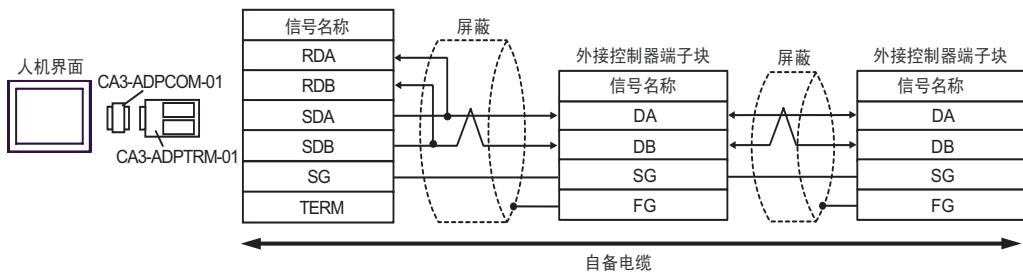 人机界面
CA3-ADPCOM-01
CA3-ADPTRM-01
信号名称
RDA
RDB
SDA
SDB
SG
TERM
屏蔽
外接控制器端子块
信号名称
DA
DB
SG
FG
屏蔽
外接控制器端子块
信号名称
DA
DB
SG
FG
自备电缆